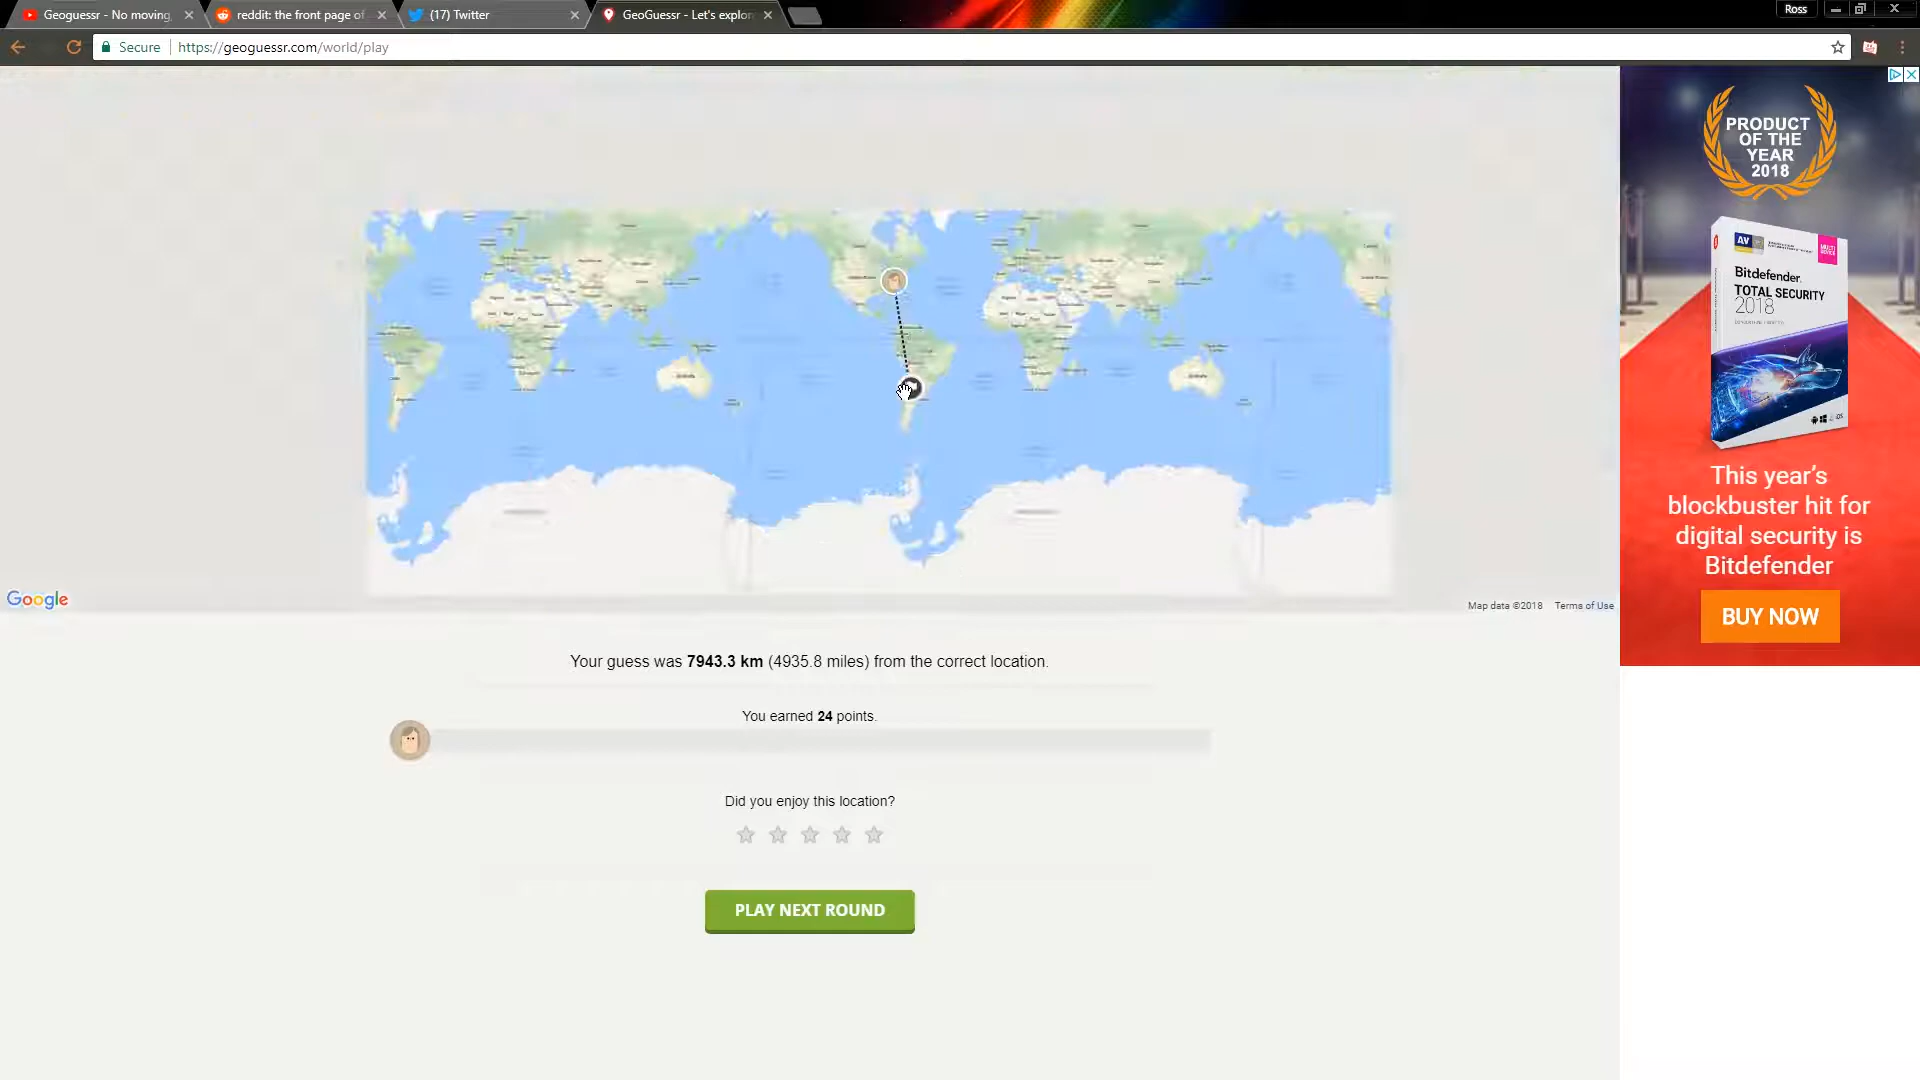 Geoguessr - No moving,
reddit: the front page of
(17) Twitter
GeoGuessr - Let's explor
Ross
Secure
https://geoguessr.com/world/play
PRODUCT
OF THE
YEAR
2018
AV
Bitdefender
TOTAL SECURITY
2018
This year's
blockbuster hit for
digital security is
Bitdefender
BUY NOW
Google
Map data ©2018 Terms of Use
Your guess was 7943.3 km (4935.8 miles) from the correct location.
You earned 24 points.
Did you enjoy this location?
PLAY NEXT ROUND